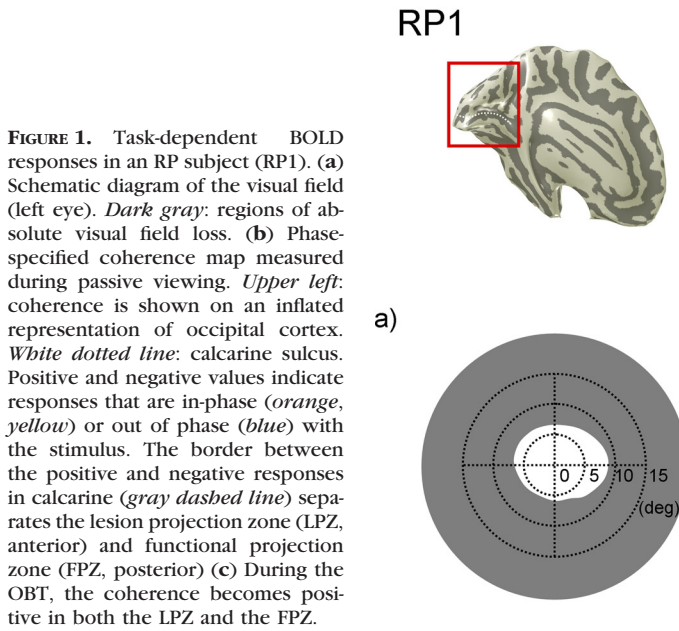 RP1
FIGURE 1. Task-dependent BOLD
responses in an RP subject (RP1). (a)
Schematic diagram of the visual field
(left eye). Dark gray: regions of ab-
solute visual field loss. (b) Phase-
specified coherence map measured
during passive viewing. Upper left:
coherence is shown on an inflated
representation of occipital cortex.
White dotted line: calcarine sulcus.
Positive and negative values indicate
responses that are in-phase (orange,
yellow) or out of phase (blue) with
the stimulus. The border between
the positive and negative responses
in calcarine (gray dashed line) sepa-
rates the lesion projection zone (LPZ,
anterior) and functional projection
zone (FPZ, posterior) (c) During the
OBT, the coherence becomes posi-
tive in both the LPZ and the FPZ.
a)
0 5 10 15
(deg)